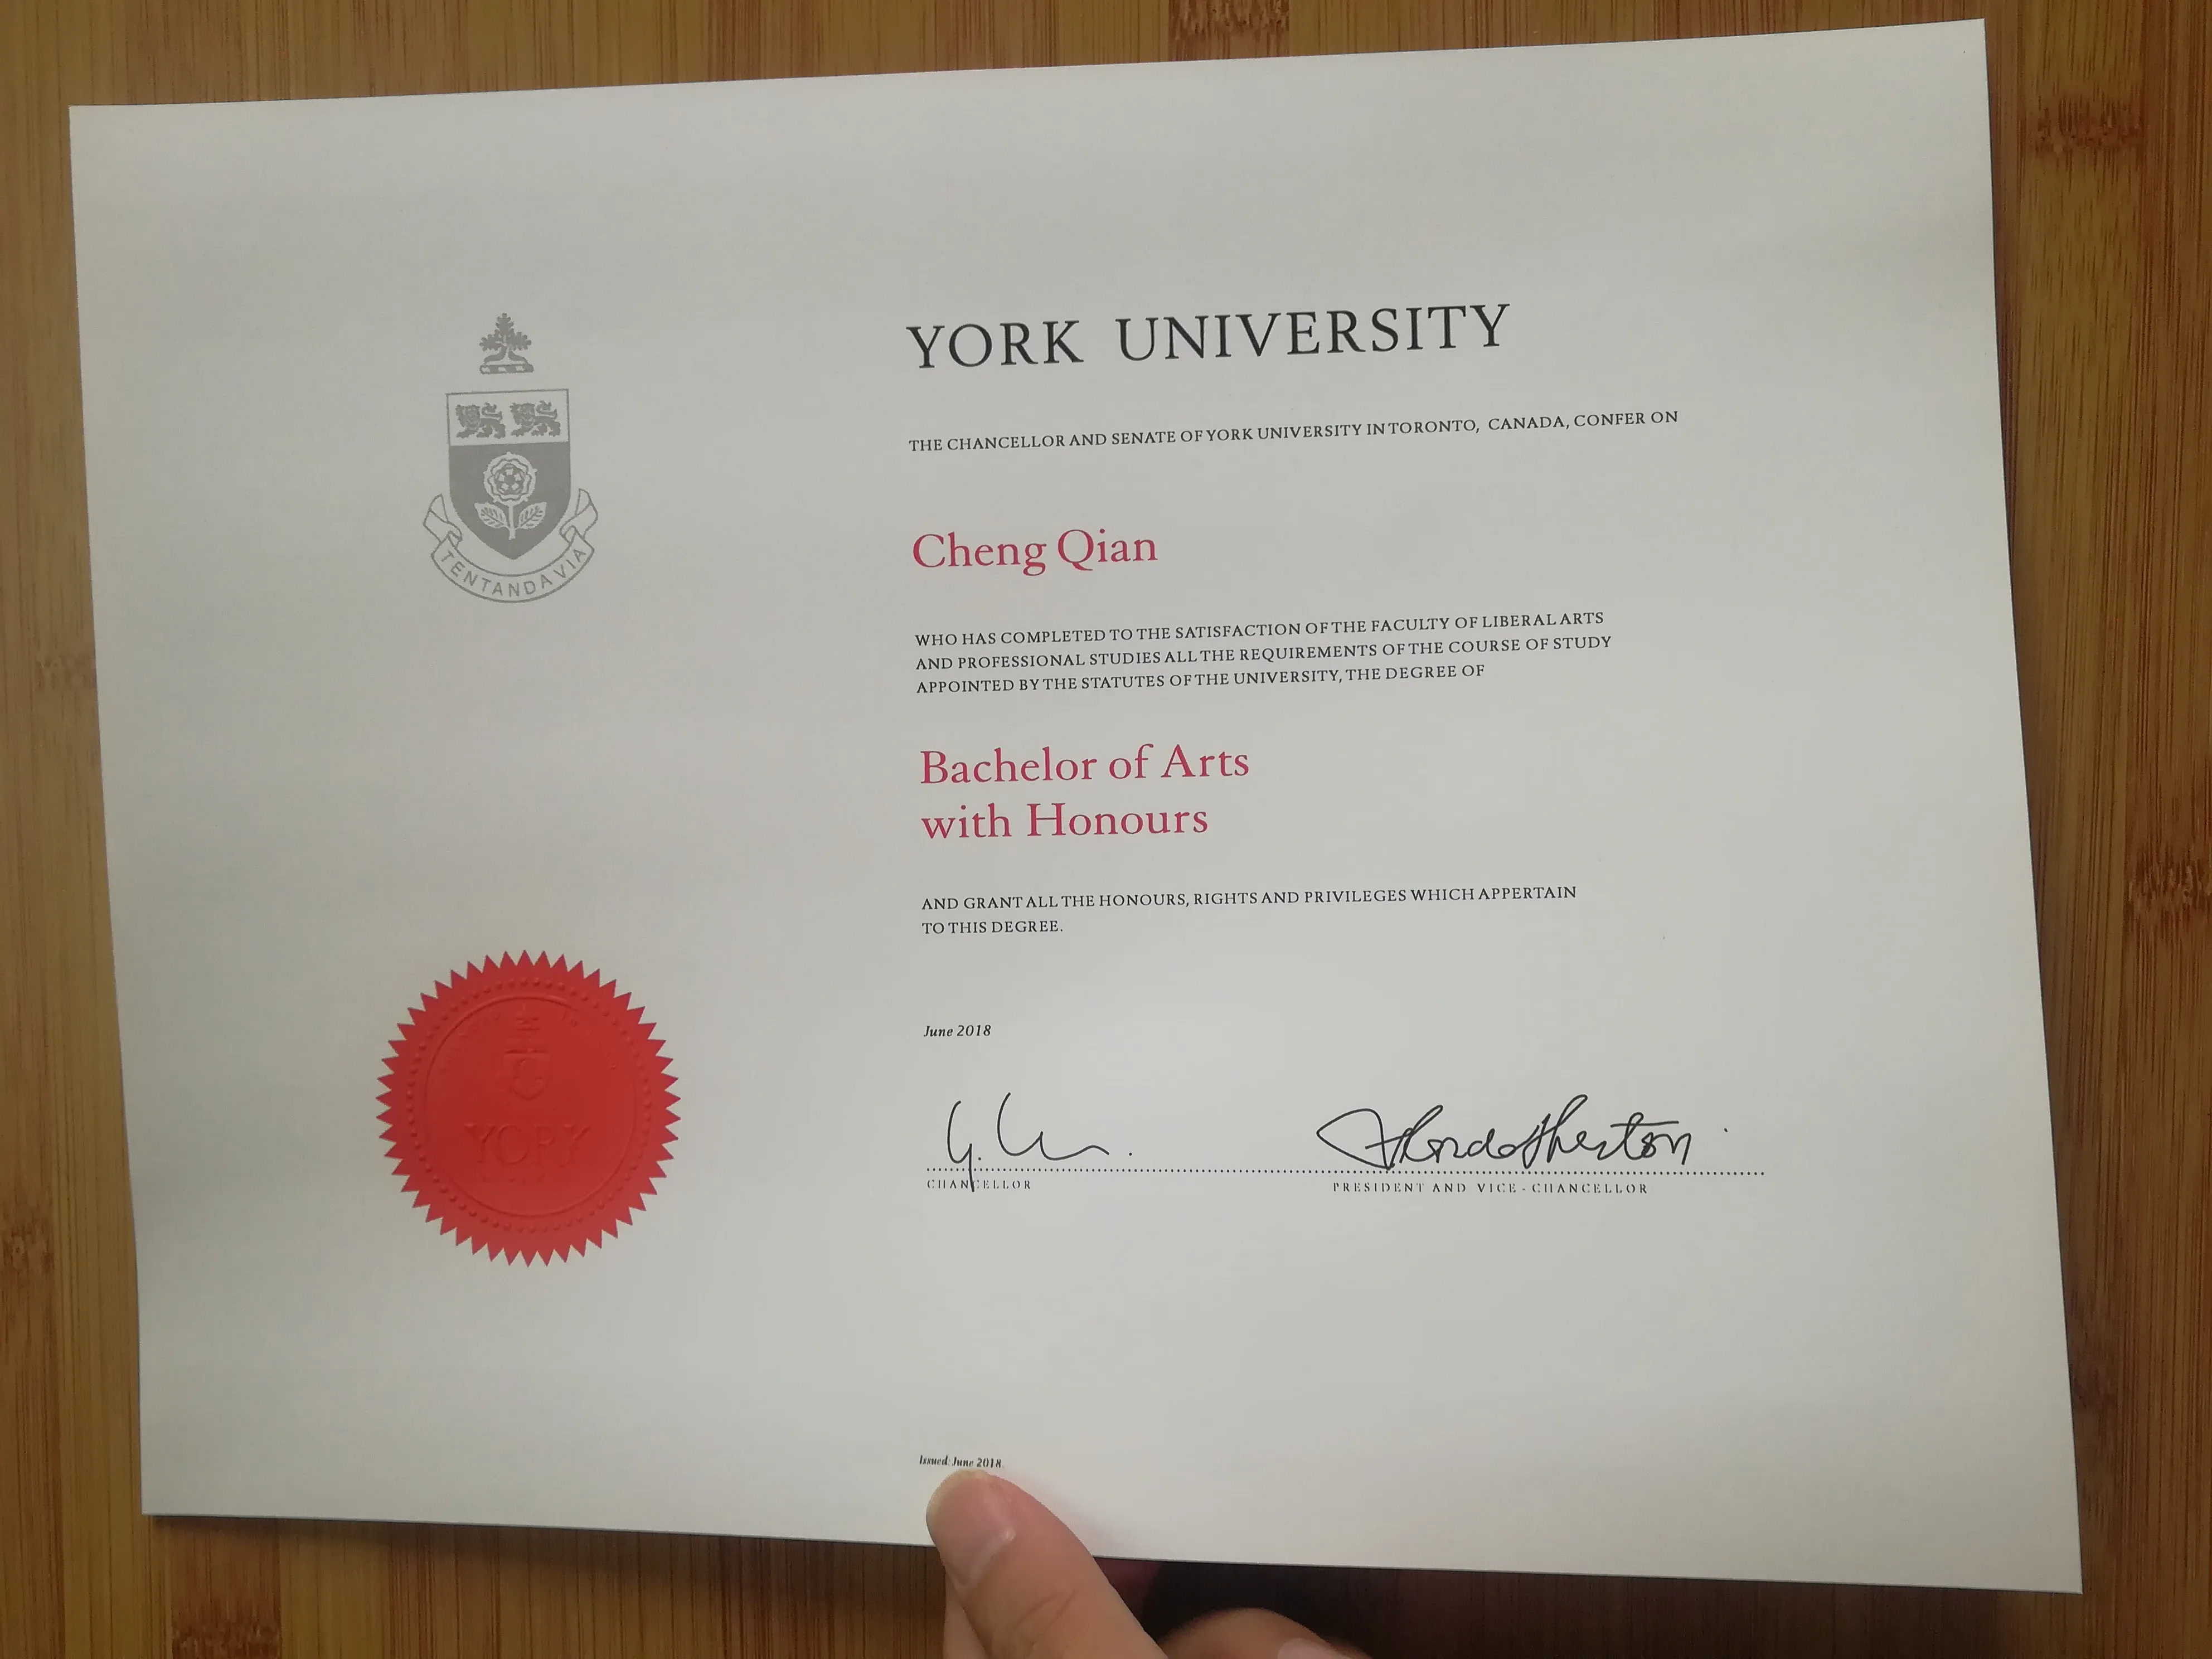 YORK UNIVERSITY
THE CHANCELLOR AND SENATE OF YORK UNIVERSITY IN TORONTO, CANADA, CONFER ON
Cheng Qian
WHO HAS COMPLETED TO THE SATISFACTION OF THE FACULTY OF LIBERAL ARTS
AND PROFESSIONAL STUDIES ALL THE REQUIREMENTS OF THE COURSE OF STUDY
APPOINTED BY THE STATUTES OF THE UNIVERSITY, THE DEGREE OF
Bachelor of Arts
with Honours
AND GRANT ALL THE HONOURS, RIGHTS AND PRIVILEGES WHICH APPERTAIN
TO THIS DEGREE.
June 2018
CHANCELLOR
PRESIDENT AND VICE-CHANCELLOR
Issued: June 2018
TENTANDA VIA
YORK